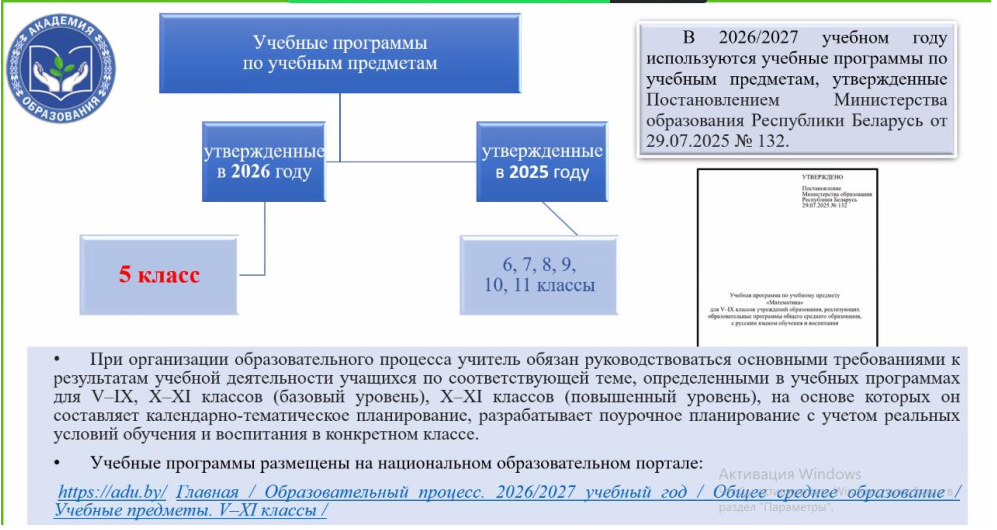 АКАДЕМИЯ
ОБРАЗОВАНИЯ
Учебные программы
по учебным предметам
утвержденные
в 2026 году
утвержденные
в 2025 году
5 класс
6, 7, 8, 9,
10, 11 классы
В 2026/2027 учебном году
используются учебные программы по
учебным предметам, утвержденные
Постановлением Министерства
образования Республики Беларусь от
29.07.2025 № 132.
УТВЕРЖДЕНО
Постановление
Министерства образования
Республики Беларусь
29.07.2025 № 132
Учебная программа по учебному предмету
«Математика»
для V–IX классов учреждений образования, реализующих
образовательные программы общего среднего образования,
с русским языком обучения и воспитания
• При организации образовательного процесса учитель обязан руководствоваться основными требованиями к
результатам учебной деятельности учащихся по соответствующей теме, определенными в учебных программах
для V–IX, X–XI классов (базовый уровень), X–XI классов (повышенный уровень), на основе которых он
составляет календарно-тематическое планирование, разрабатывает поурочное планирование с учетом реальных
условий обучения и воспитания в конкретном классе.
• Учебные программы размещены на национальном образовательном портале:
https://adu.by/ Главная / Образовательный процесс. 2026/2027 учебный год / Общее среднее образование /
Учебные предметы. V–XI классы /
Активация Windows
раздел "Параметры".